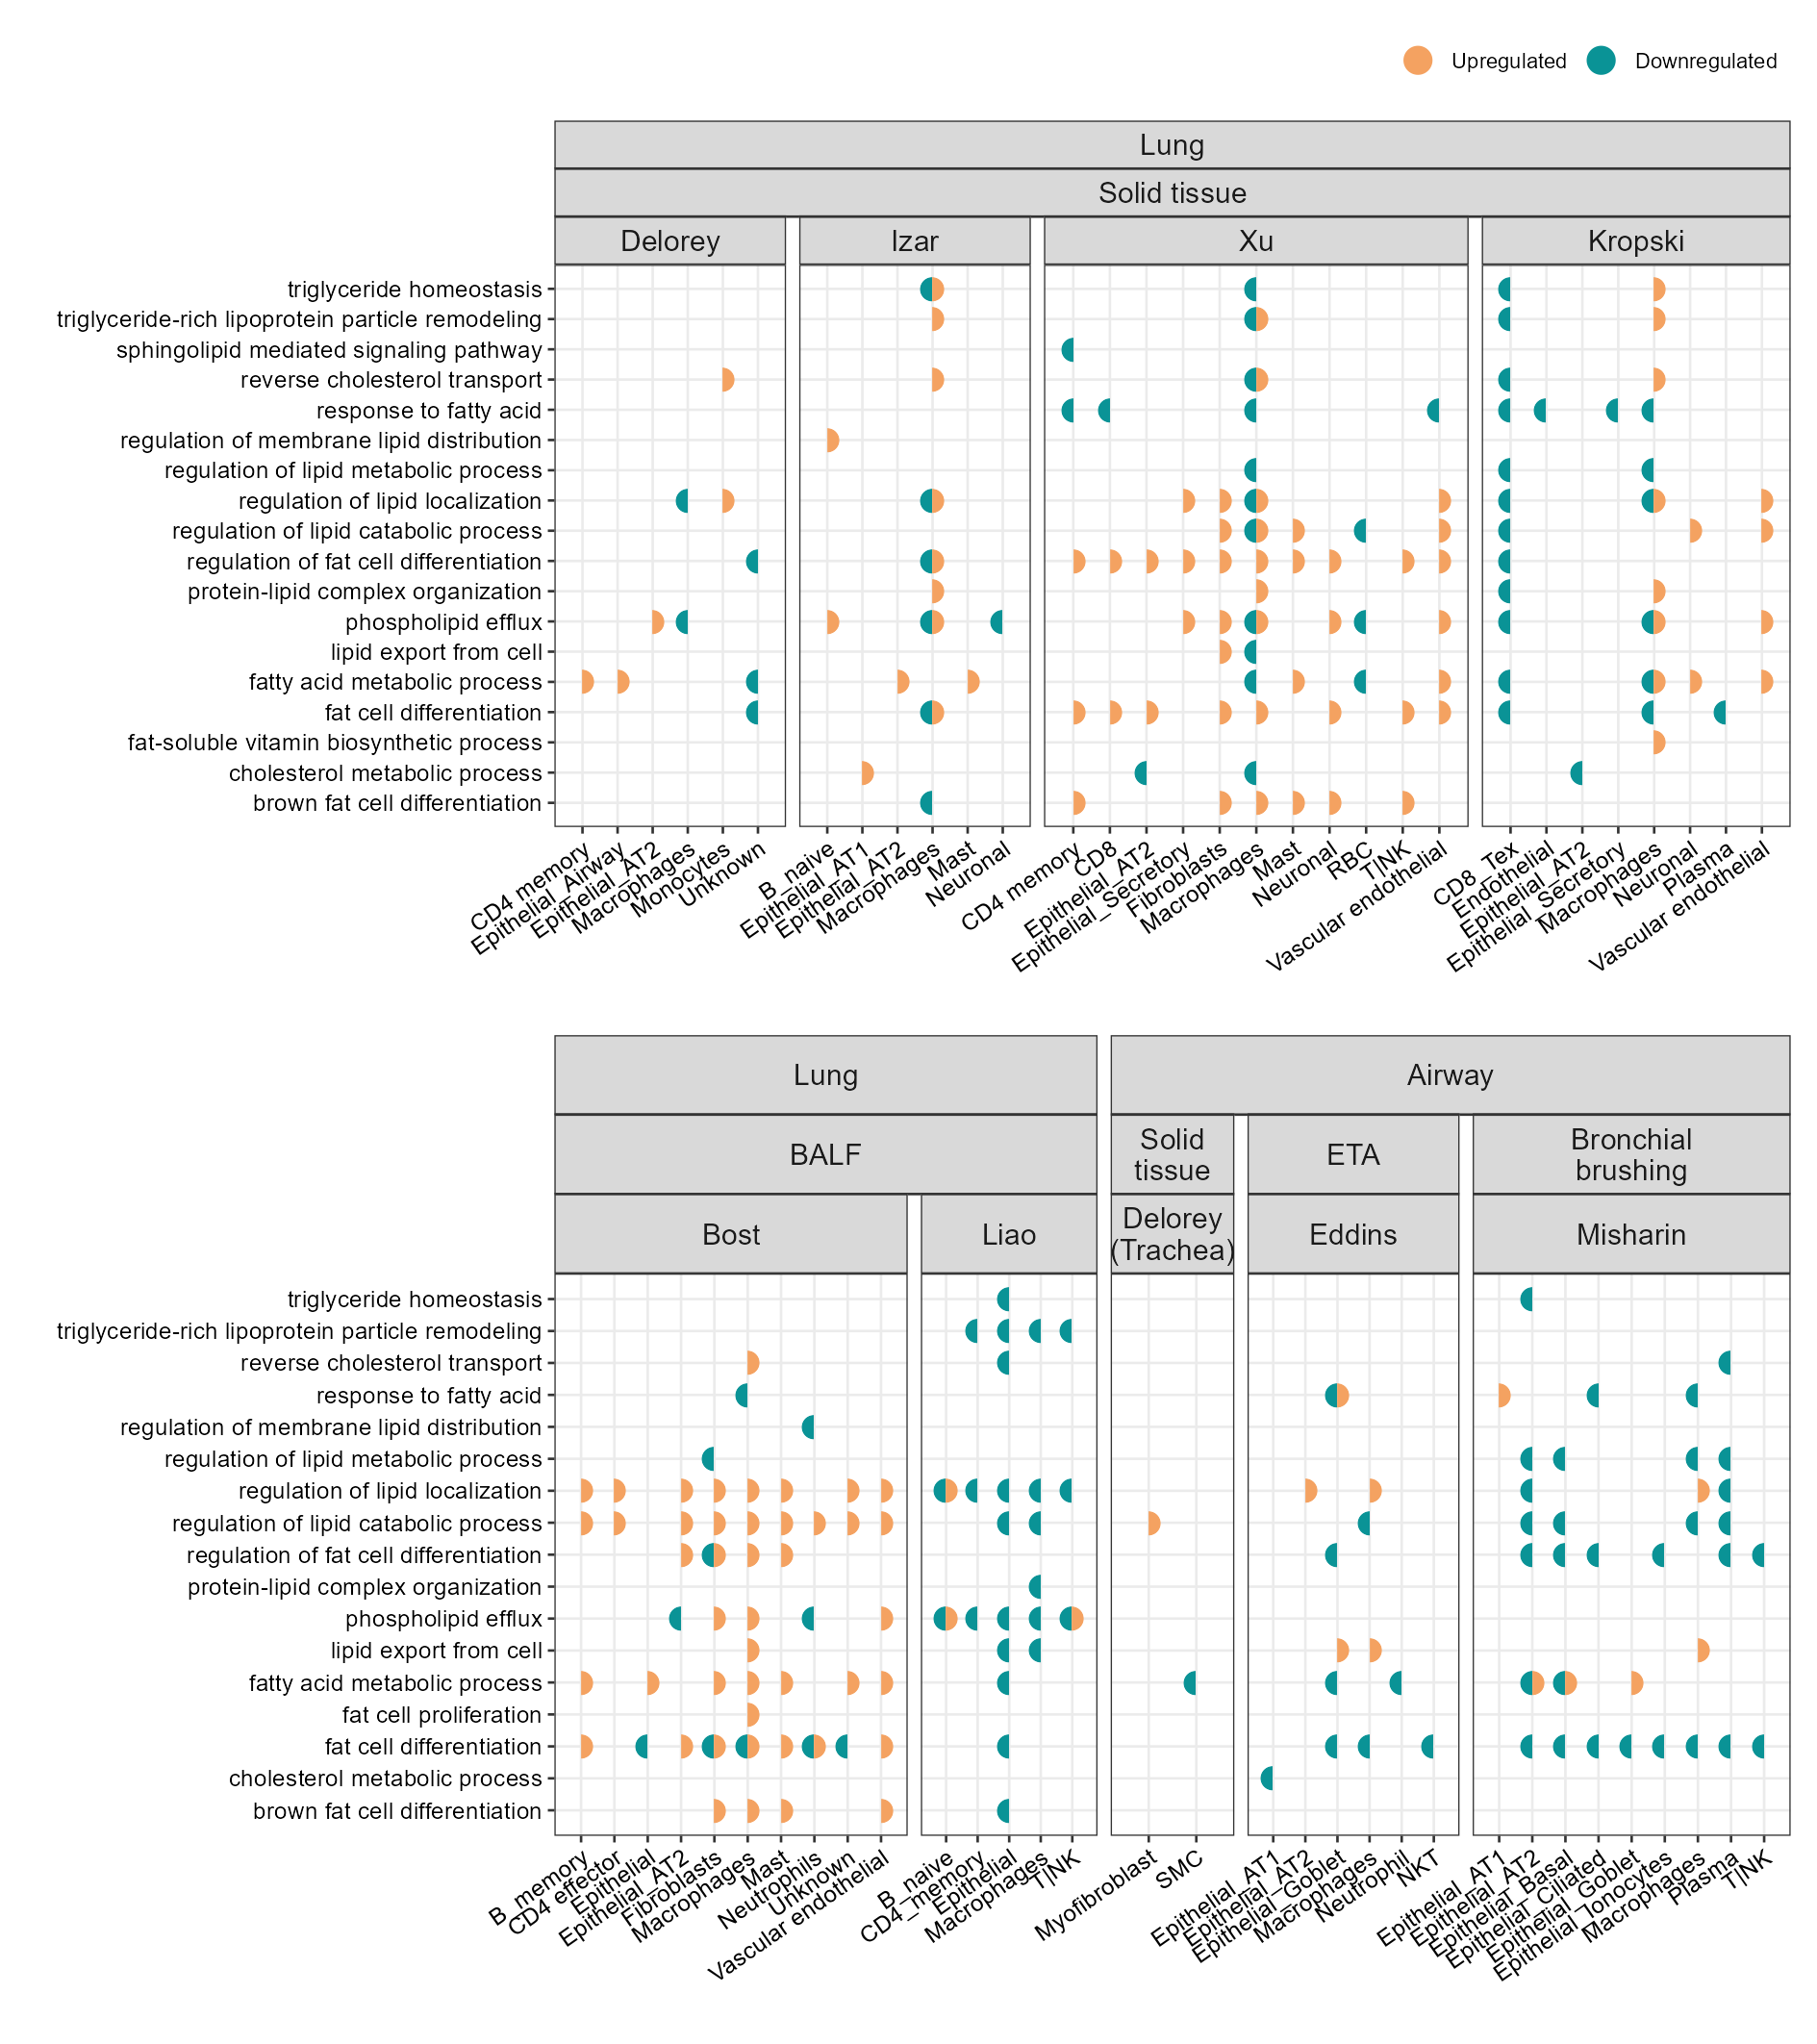 Upregulated Downregulated
Lung
Solid tissue
Delorey Izar Xu Kropski
triglyceride homeostasis
triglyceride-rich lipoprotein particle remodeling
sphingolipid mediated signaling pathway
reverse cholesterol transport
response to fatty acid
regulation of membrane lipid distribution
regulation of lipid metabolic process
regulation of lipid localization
regulation of lipid catabolic process
regulation of fat cell differentiation
protein-lipid complex organization
phospholipid efflux
lipid export from cell
fatty acid metabolic process
fat cell differentiation
fat-soluble vitamin biosynthetic process
cholesterol metabolic process
brown fat cell differentiation
CD4 memory
Epithelial_Airway
Epithelial_AT2
Macrophages
Monocytes
Unknown
B_naive
Epithelial_AT1
Epithelial_AT2
Macrophages
Mast
Neuronal
CD4 memory
CD8
Epithelial_AT2
Epithelial_Secretory
Fibroblasts
Macrophages
Mast
Neuronal
RBC
T|NK
Vascular endothelial
CD8_Tex
Endothelial
Epithelial_AT2
Epithelial_Secretory
Macrophages
Neuronal
Plasma
Vascular endothelial
Lung Airway
BALF
Solid
tissue
ETA
Bronchial
brushing
Bost Liao
Delorey
(Trachea)
Eddins Misharin
triglyceride homeostasis
triglyceride-rich lipoprotein particle remodeling
reverse cholesterol transport
response to fatty acid
regulation of membrane lipid distribution
regulation of lipid metabolic process
regulation of lipid localization
regulation of lipid catabolic process
regulation of fat cell differentiation
protein-lipid complex organization
phospholipid efflux
lipid export from cell
fatty acid metabolic process
fat cell proliferation
fat cell differentiation
cholesterol metabolic process
brown fat cell differentiation
B_memory
CD4 effector
Epithelial
Epithelial_AT2
Fibroblasts
Macrophages
Mast
Neutrophils
Unknown
Vascular endothelial
B_naive
CD4_memory
Epithelial
Macrophages
T|NK
Myofibroblast
SMC
Epithelial_AT1
Epithelial_AT2
Epithelial_Goblet
Macrophages
Neutrophil
NKT
Epithelial_AT1
Epithelial_AT2
Epithelial_Basal
Epithelial_Ciliated
Epithelial_Goblet
Epithelial_Ionocytes
Macrophages
Plasma
T|NK